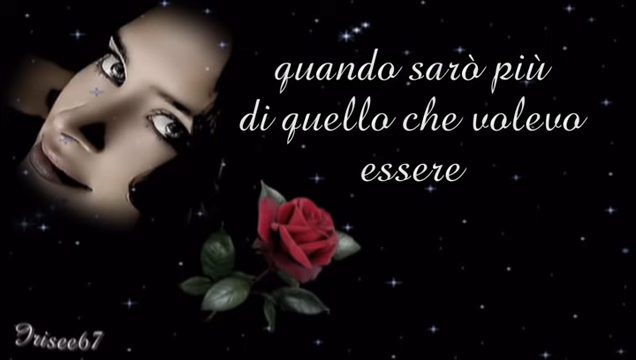 quando sarò più
di quello che volevo
essere
Irisee67